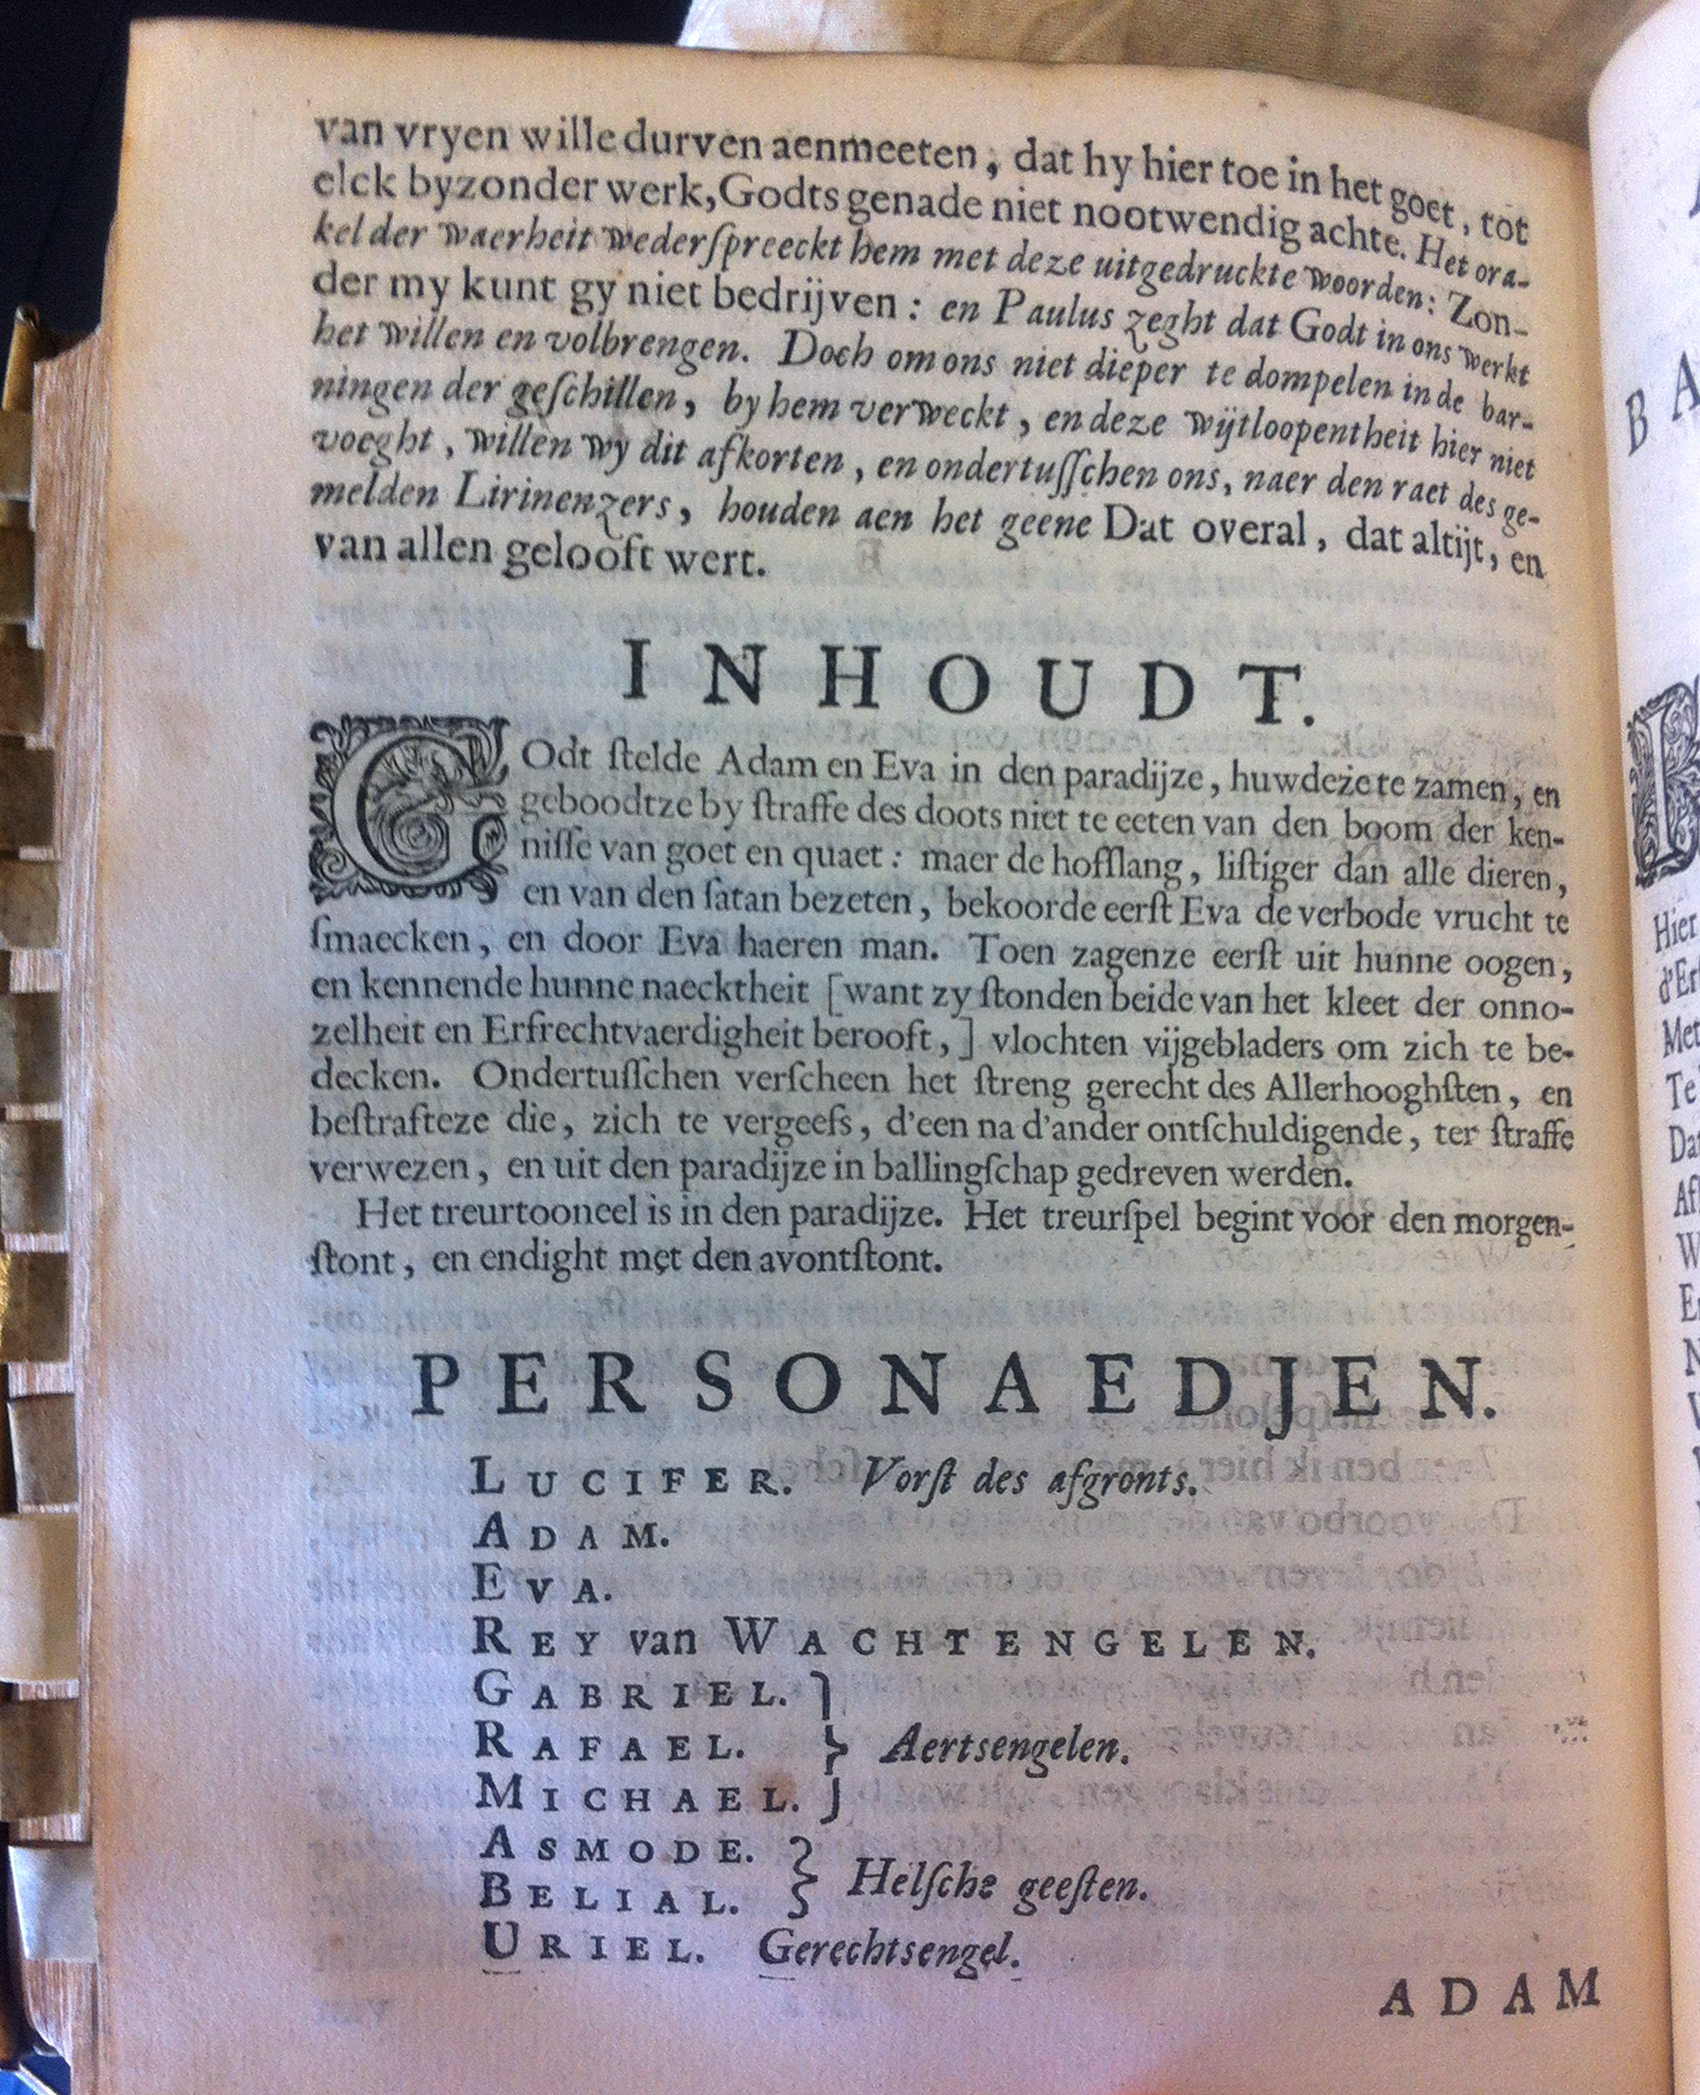 van vryen wille durven aenmeeten, dat hy hier toe in het goet, tot
elck byzonder werk, Godts genade niet nootwendig achte. Het ora-
kel der waerheit wederſpreeckt hem met deze uitgedruckte woorden: Zon-
der my kunt gy niet bedrijven: en Paulus zeght dat Godt in ons werkt
het willen en volbrengen. Doch om ons niet dieper te dompelen in de bar-
ningen der geſchillen, by hem verweckt, en deze wijtloopentheit hier niet
voeght, willen wy dit afkorten, en ondertuſſchen ons, naer den raet des ge-
melden Lirinenzers, houden aen het geene Dat overal, dat altijt, en
van allen gelooft wert.
INHOUDT.
GOdt ſtelde Adam en Eva in den paradijze, huwdeze te zamen, en
geboodtze by ſtraffe des doots niet te eeten van den boom der ken-
niſſe van goet en quaet: maer de hofſlang, liſtiger dan alle dieren,
en van den ſatan bezeten, bekoorde eerſt Eva de verbode vrucht te
ſmaecken, en door Eva haeren man. Toen zagenze eerſt uit hunne oogen,
en kennende hunne naecktheit [want zy ſtonden beide van het kleet der onno-
zelheit en Erfrechtvaerdigheit berooft,] vlochten vijgebladers om zich te be-
decken. Ondertuſſchen verſcheen het ſtreng gerecht des Allerhooghſten, en
beſtrafteze die, zich te vergeefs, d'een na d'ander ontſchuldigende, ter ſtraffe
verwezen, en uit den paradijze in ballingſchap gedreven werden.
Het treurtooneel is in den paradijze. Het treurſpel begint voor den morgen-
ſtont, en endight met den avontſtont.
PERSONAEDJEN.
LUCIFER. Vorſt des afgronts.
ADAM.
EVA.
REY van WACHTENGELEN.
GABRIEL.
RAFAEL. } Aertsengelen.
MICHAEL.
ASMODE.
BELIAL. } Helſche geeſten.
URIEL. Gerechtsengel.
ADAM
B A
Hier
d'Erf
Met
Te
Dat